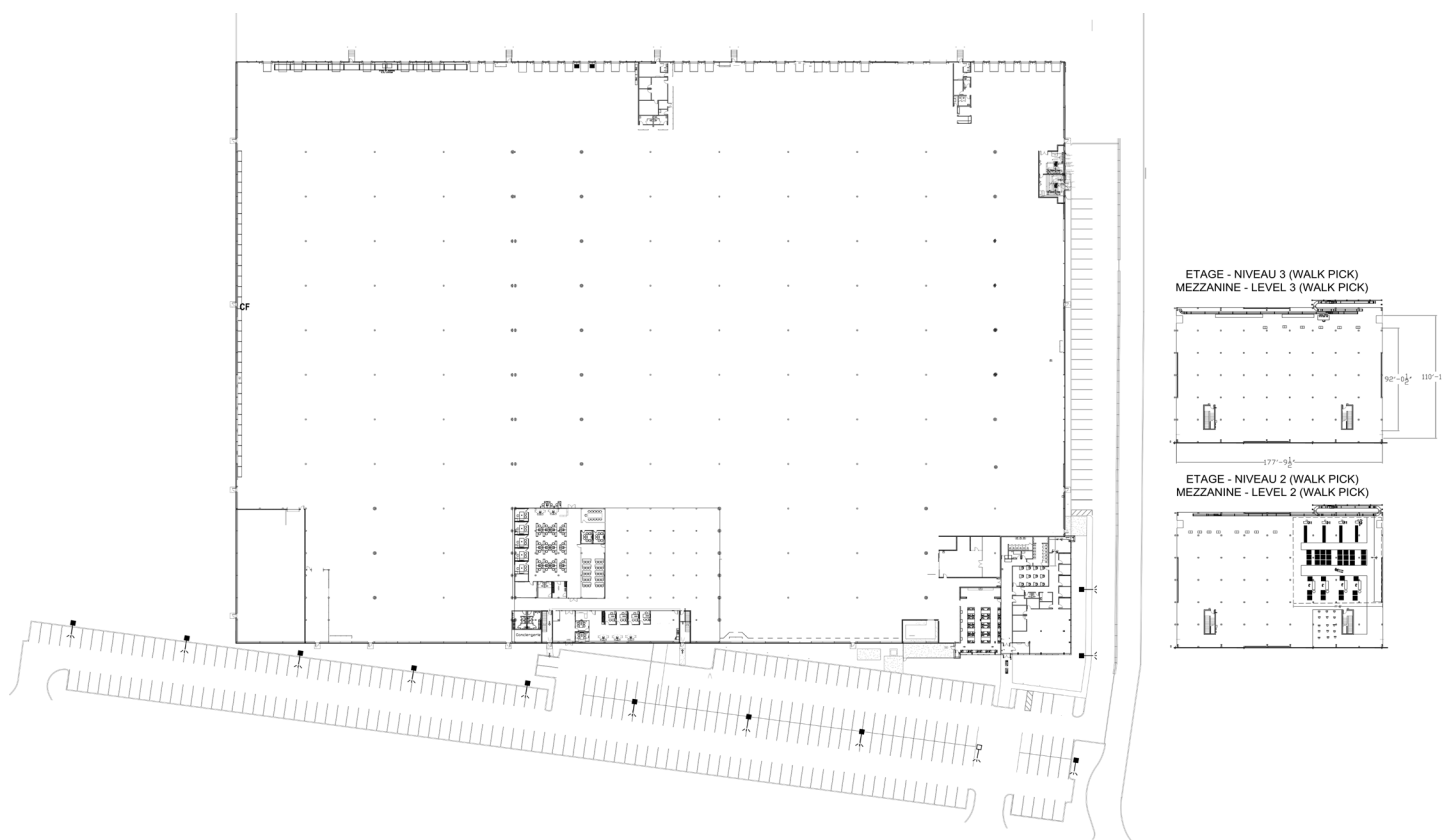 CF
ETAGE - NIVEAU 3 (WALK PICK)
MEZZANINE - LEVEL 3 (WALK PICK)
92'-0½"
110'-1
177'-9½"
ETAGE - NIVEAU 2 (WALK PICK)
MEZZANINE - LEVEL 2 (WALK PICK)
Conciergerie